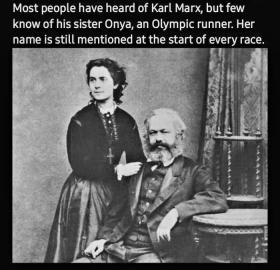 Most people have heard of Karl Marx, but few
know of his sister Onya, an Olympic runner. Her
name is still mentioned at the start of every race.